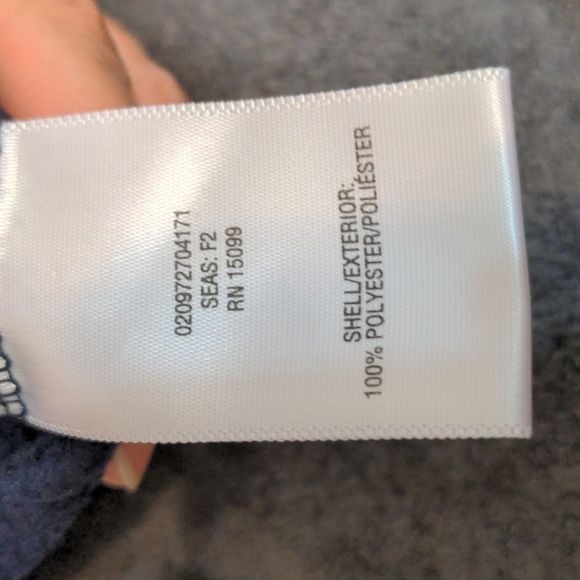 020972704171
SEAS: F2
RN 15099
SHELL/EXTERIOR:
100% POLYESTER/POLIÉSTER